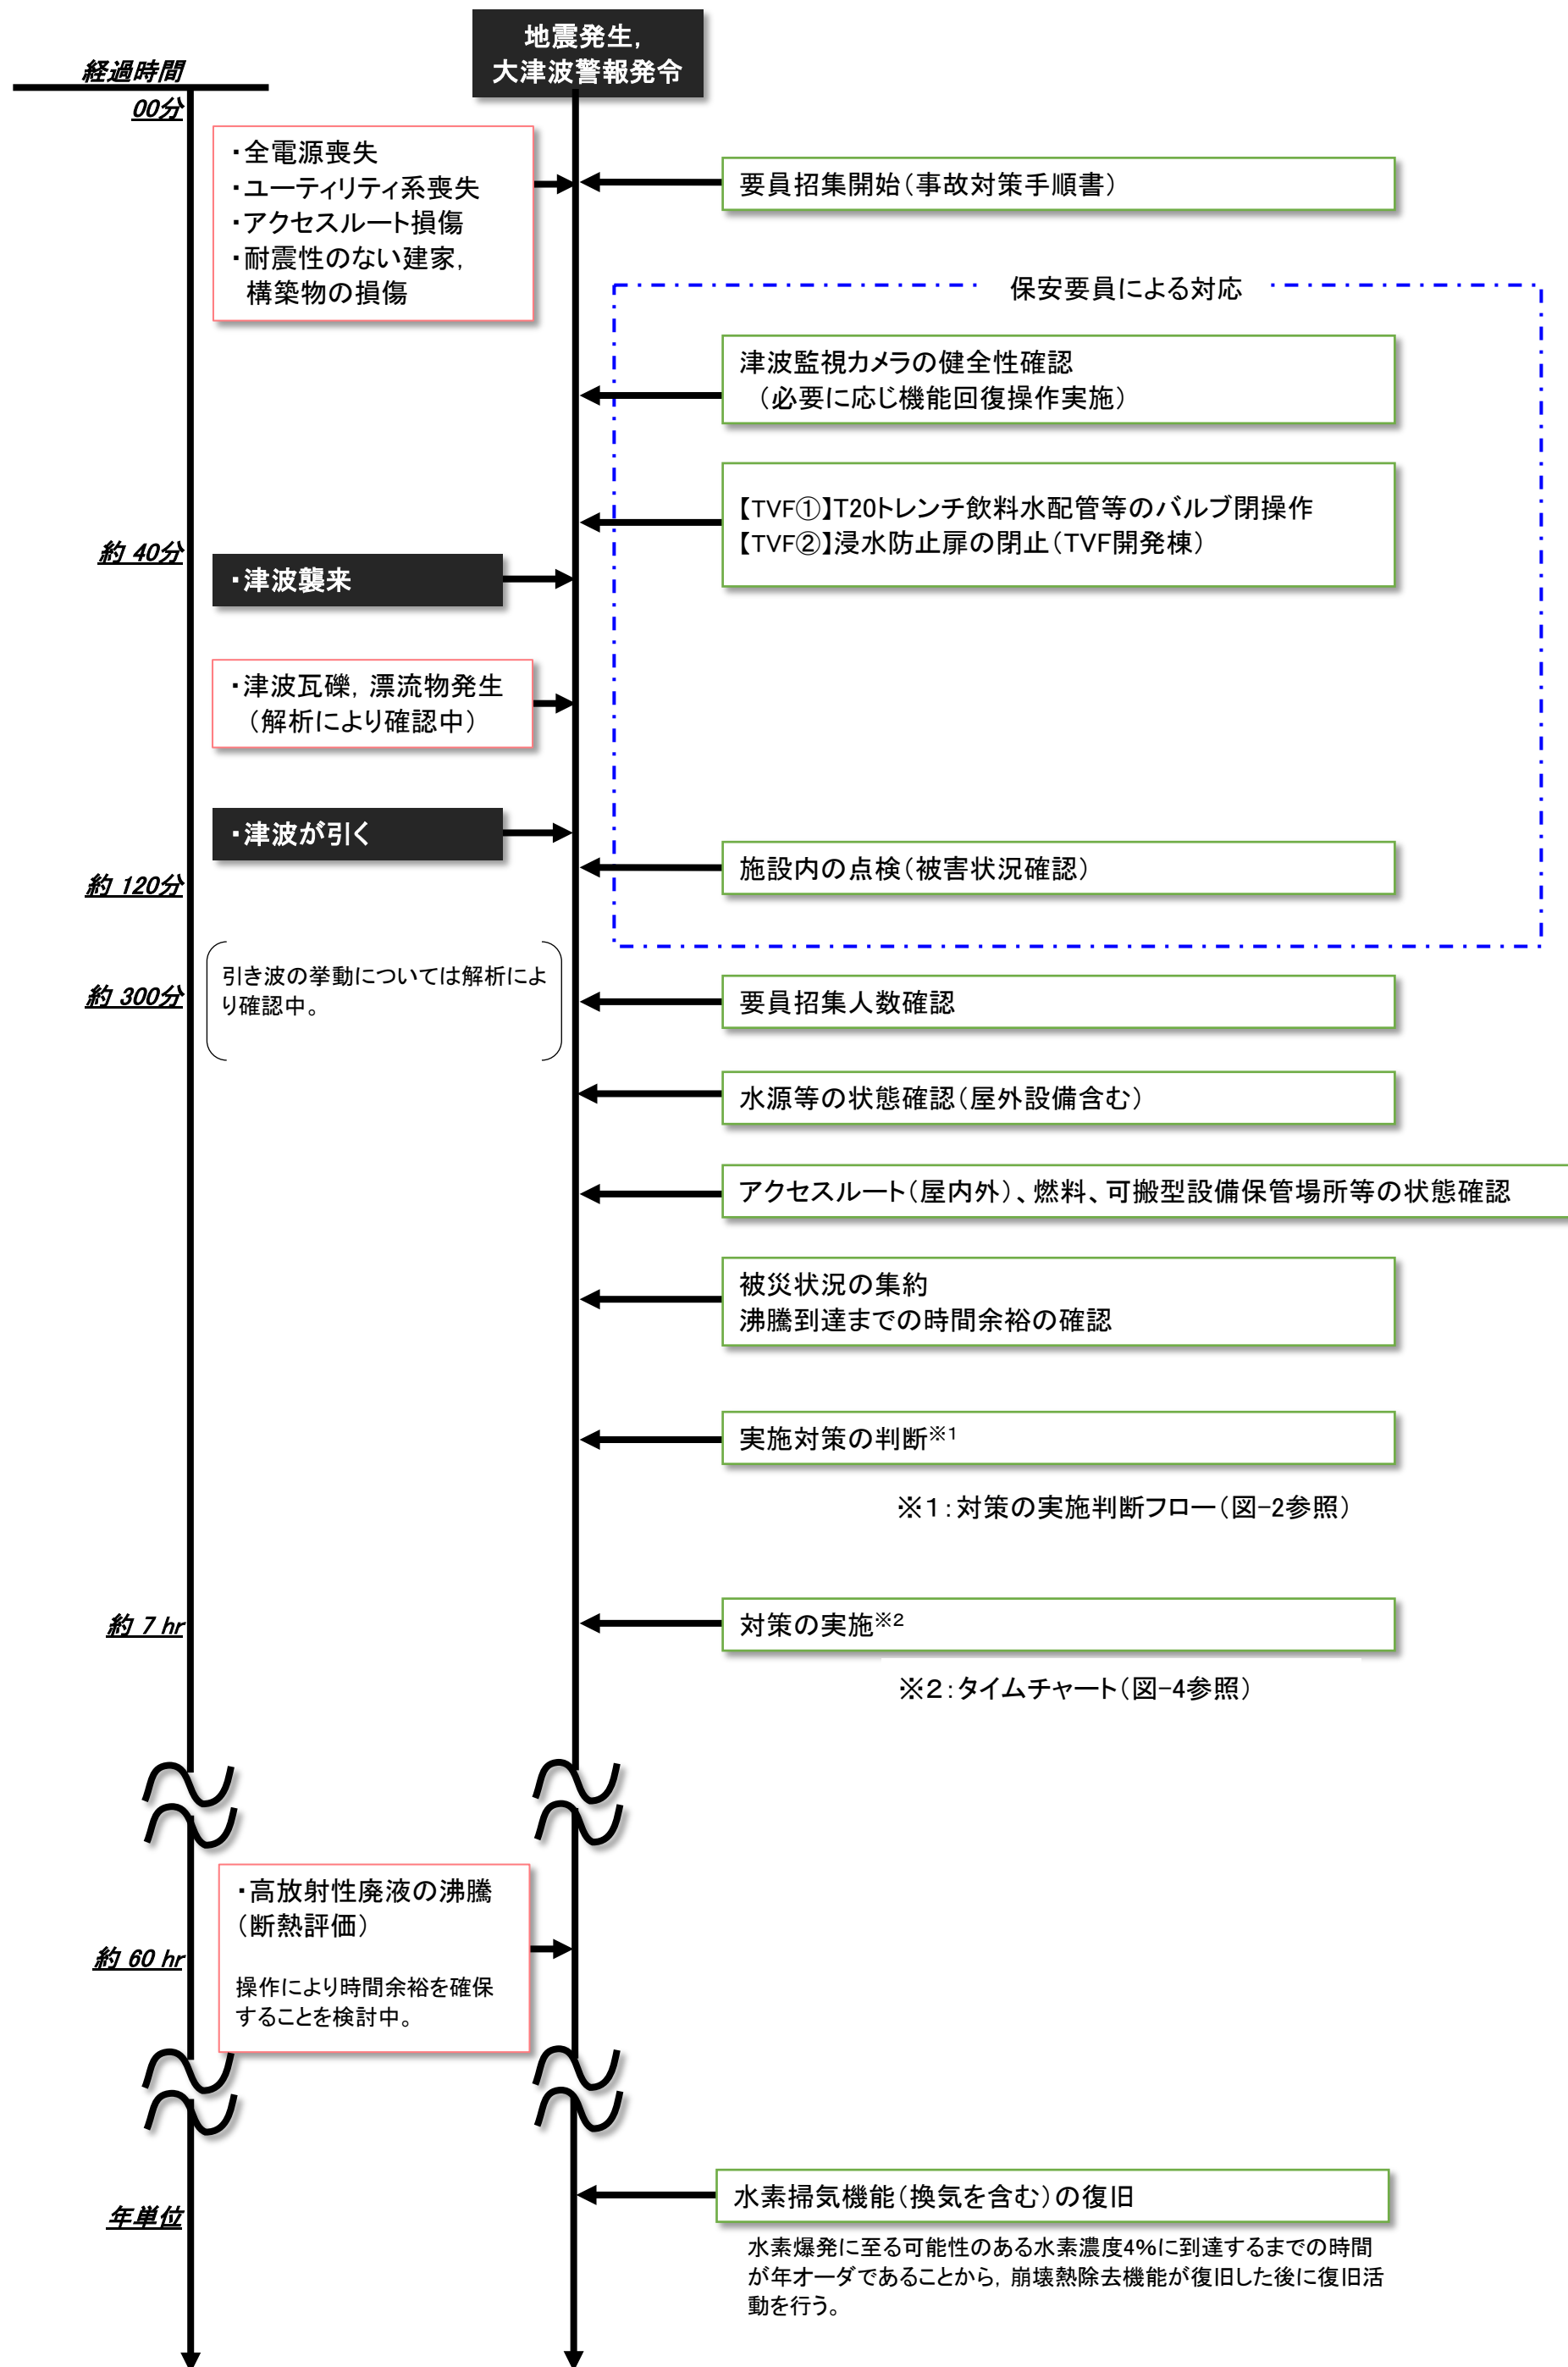 地震発生,
大津波警報発令
経過時間
00分
・全電源喪失
・ユーティリティ系喪失
・アクセスルート損傷
・耐震性のない建家,
構築物の損傷
要員招集開始(事故対策手順書)
保安要員による対応
津波監視カメラの健全性確認
(必要に応じ機能回復操作実施)
【TVF①】T20トレンチ飲料水配管等のバルブ閉操作
【TVF②】浸水防止扉の閉止(TVF開発棟)
約 40分
・津波襲来
・津波瓦礫, 漂流物発生
(解析により確認中)
・津波が引く
施設内の点検(被害状況確認)
約 120分
引き波の挙動については解析によ
り確認中。
約 300分
要員招集人数確認
水源等の状態確認(屋外設備含む)
アクセスルート(屋内外)、燃料、可搬型設備保管場所等の状態確認
被災状況の集約
沸騰到達までの時間余裕の確認
実施対策の判断※1
※1:対策の実施判断フロー(図-2参照)
約 7 hr
対策の実施※2
※2:タイムチャート(図-4参照)
・高放射性廃液の沸騰
(断熱評価)
操作により時間余裕を確保
することを検討中。
約 60 hr
水素掃気機能(換気を含む)の復旧
年単位
水素爆発に至る可能性のある水素濃度4%に到達するまでの時間
が年オーダであることから, 崩壊熱除去機能が復旧した後に復旧活
動を行う。